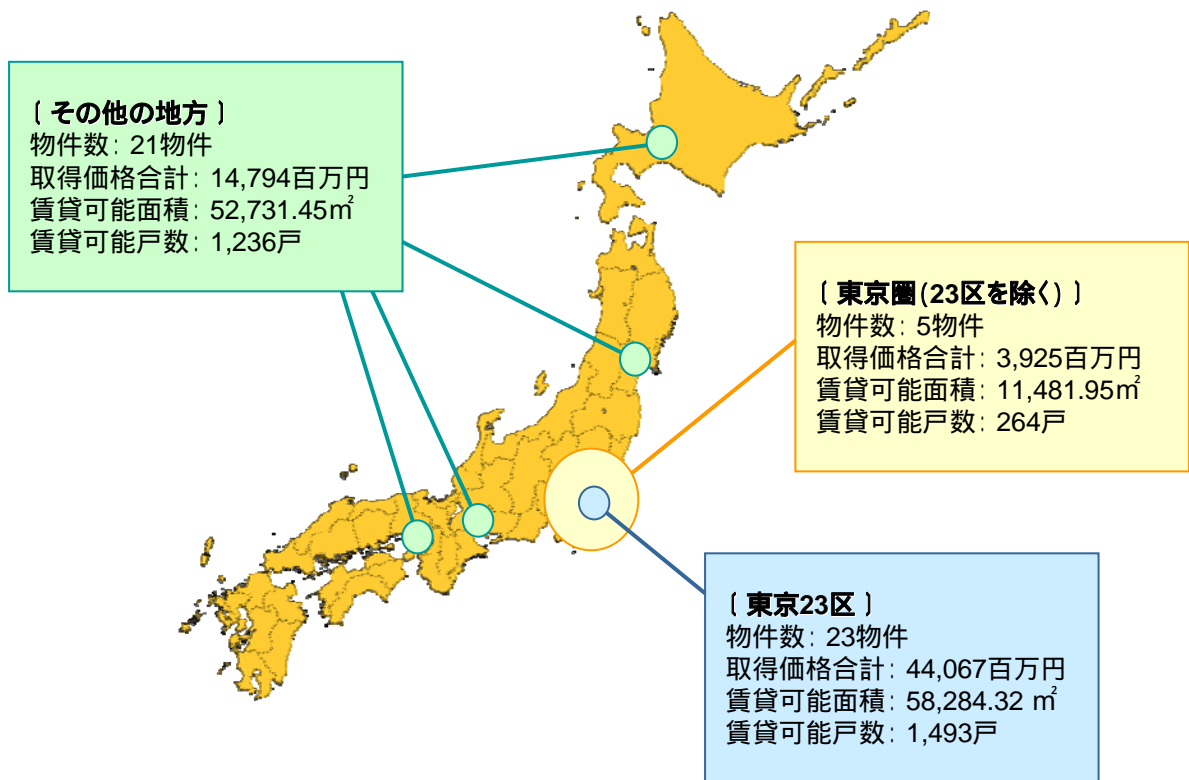 〔 その他の地方 〕
物件数: 21物件
取得価格合計: 14,794百万円
賃貸可能面積: 52,731.45㎡
賃貸可能戸数: 1,236戸
〔 東京圏(23区を除く) 〕
物件数: 5物件
取得価格合計: 3,925百万円
賃貸可能面積: 11,481.95㎡
賃貸可能戸数: 264戸
〔 東京23区 〕
物件数: 23物件
取得価格合計: 44,067百万円
賃貸可能面積: 58,284.32 ㎡
賃貸可能戸数: 1,493戸